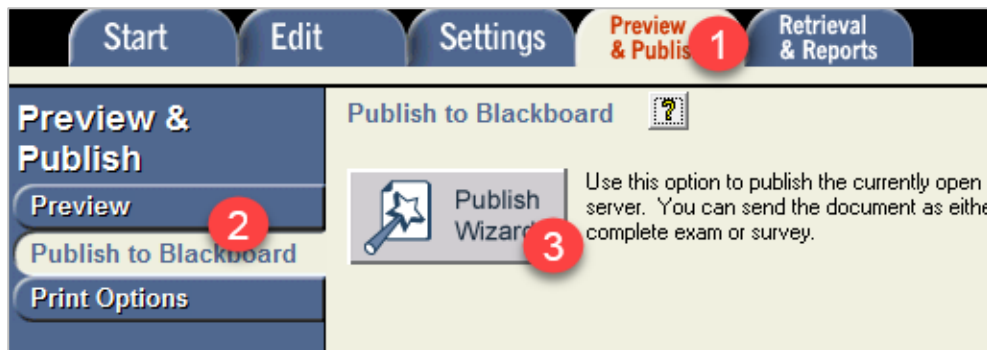 Start
Edit
Settings
Preview
& Publis
1
Retrieval
& Reports
Preview &
Publish
Preview
2
Publish to Blackboard
Print Options
Publish to Blackboard
?
Publish
Wizard
3
Use this option to publish the currently open
server. You can send the document as eithe
complete exam or survey.